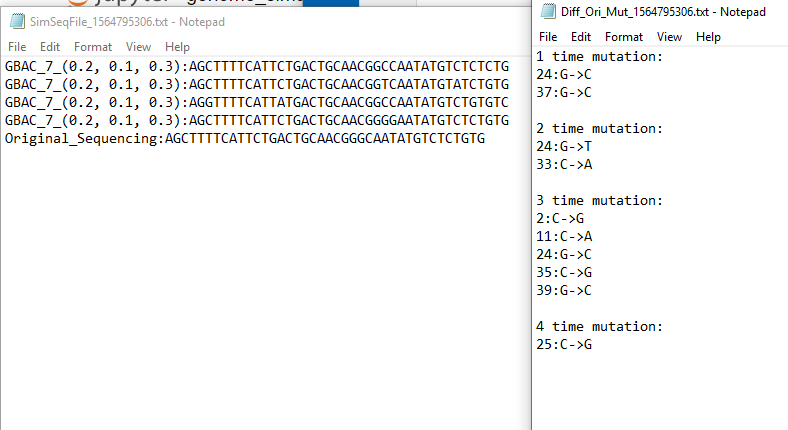 SimSeqFile_1564795306.txt - Notepad
File Edit Format View Help
GBAC_7_(0.2, 0.1, 0.3):AGCTTTTCATTCTGACTGCAACGGCCAATATGTCTCTCTG
GBAC_7_(0.2, 0.1, 0.3):AGCTTTTCATTCTGACTGCAACGGTCAATATGTATCTGTG
GBAC_7_(0.2, 0.1, 0.3):AGGTTTTCATTATGACTGCAACGGCCAATATGTCTGTGTC
GBAC_7_(0.2, 0.1, 0.3):AGCTTTTCATTCTGACTGCAACGGGGAATATGTCTCTGTG
Original_Sequencing:AGCTTTTCATTCTGACTGCAACGGGCAATATGTCTCTGTG
Diff_Ori_Mut_1564795306.txt - Notepad
File Edit Format View Help
1 time mutation:
24:G->C
37:G->C
2 time mutation:
24:G->T
33:C->A
3 time mutation:
2:C->G
11:C->A
24:G->C
35:C->G
39:G->C
4 time mutation:
25:C->G